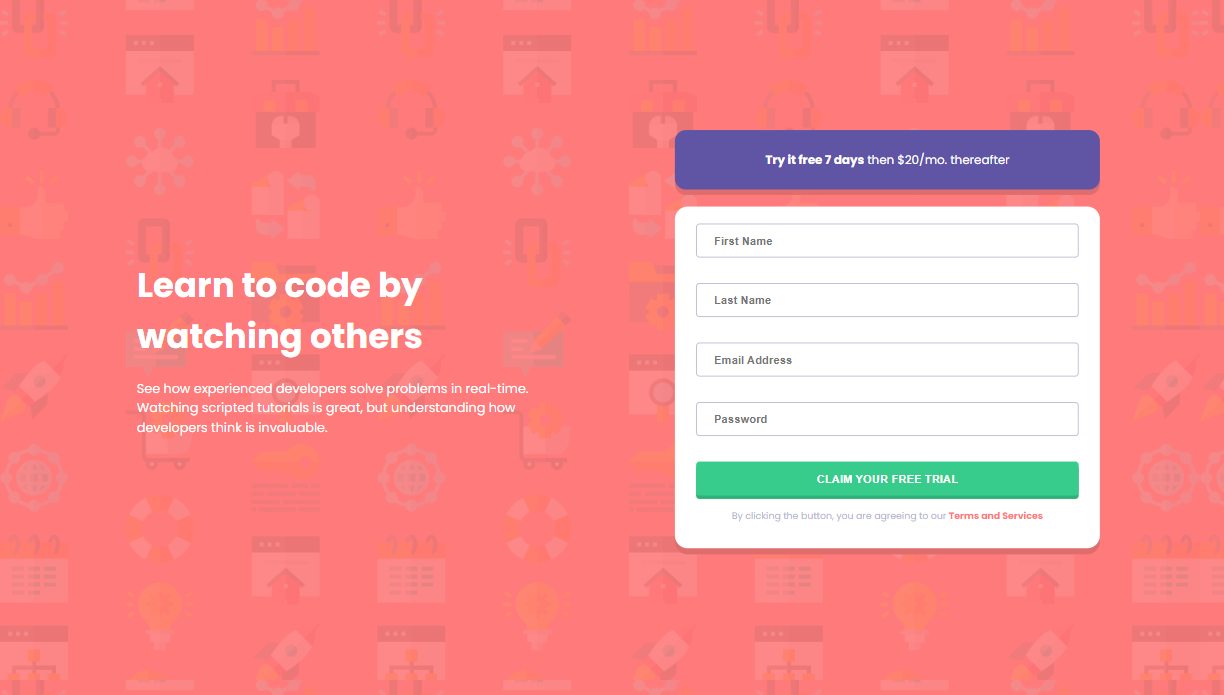 Learn to code by
watching others
See how experienced developers solve problems in real-time.
Watching scripted tutorials is great, but understanding how
developers think is invaluable.
Try it free 7 days then $20/mo. thereafter
First Name
Last Name
Email Address
Password
CLAIM YOUR FREE TRIAL
By clicking the button, you are agreeing to our Terms and Services